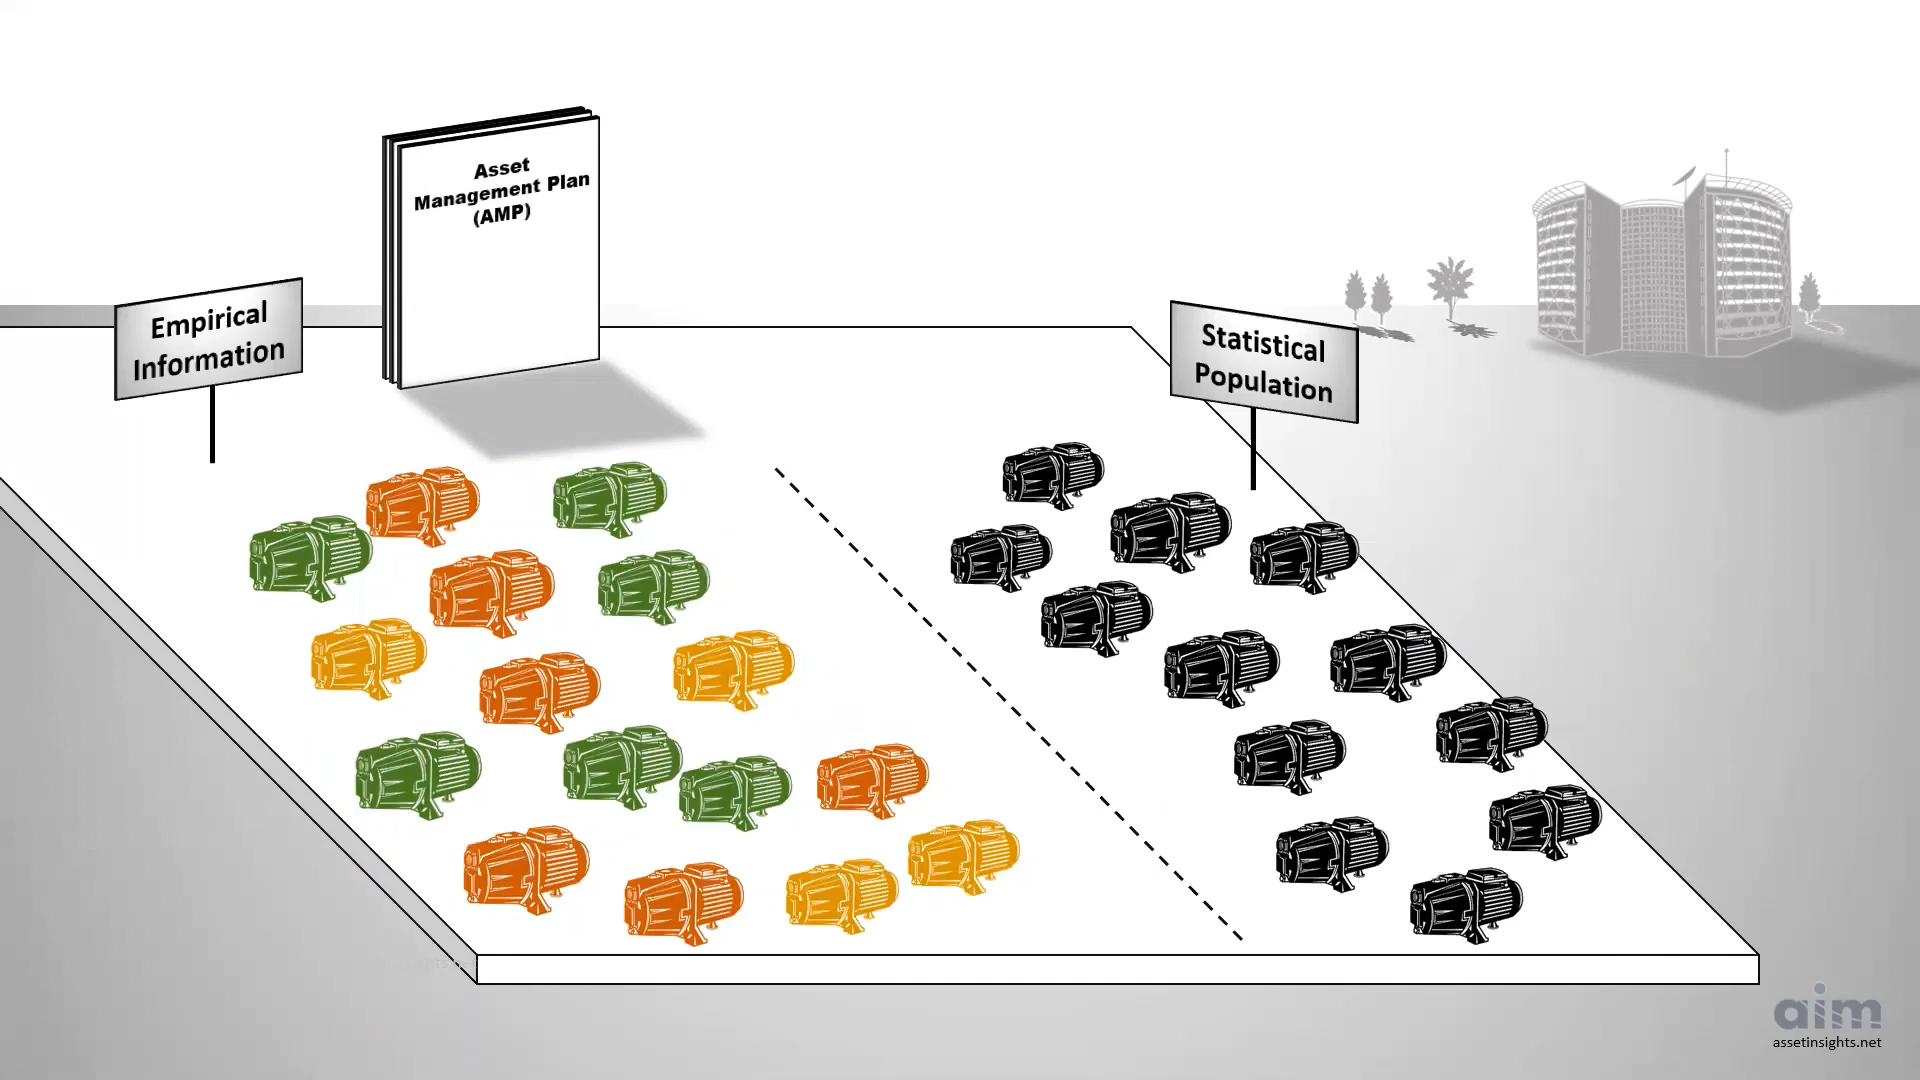 Asset
Management Plan
(AMP)
Empirical
Information
Statistical
Population
aim
assetinsights.net